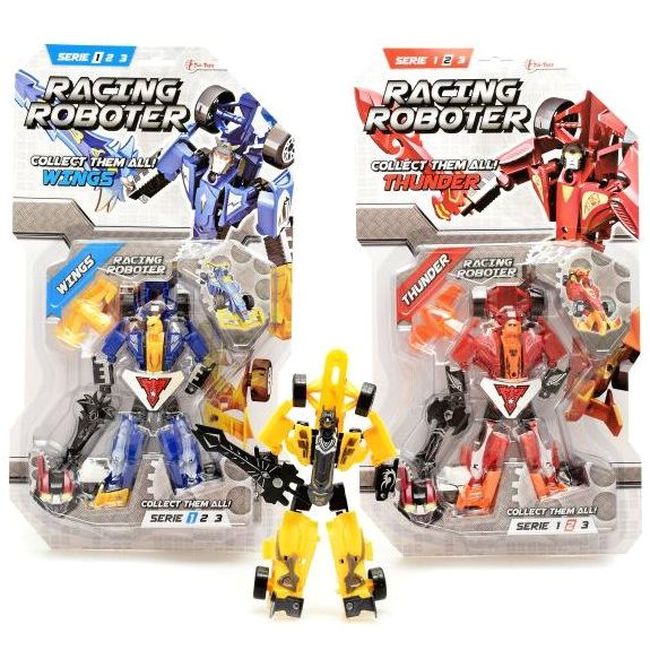 SERIE 1 2 3
RACING
ROBOTER
COLLECT THEM ALL!
WINGS
WINGS
RACING
ROBOTER
COLLECT THEM ALL!
SERIE 1 2 3
SERIE 1 2 3
Toi-Toys
RACING
ROBOTER
COLLECT THEM ALL!
THUNDER
THUNDER
RACING
ROBOTER
COLLECT THEM ALL!
SERIE 1 2 3